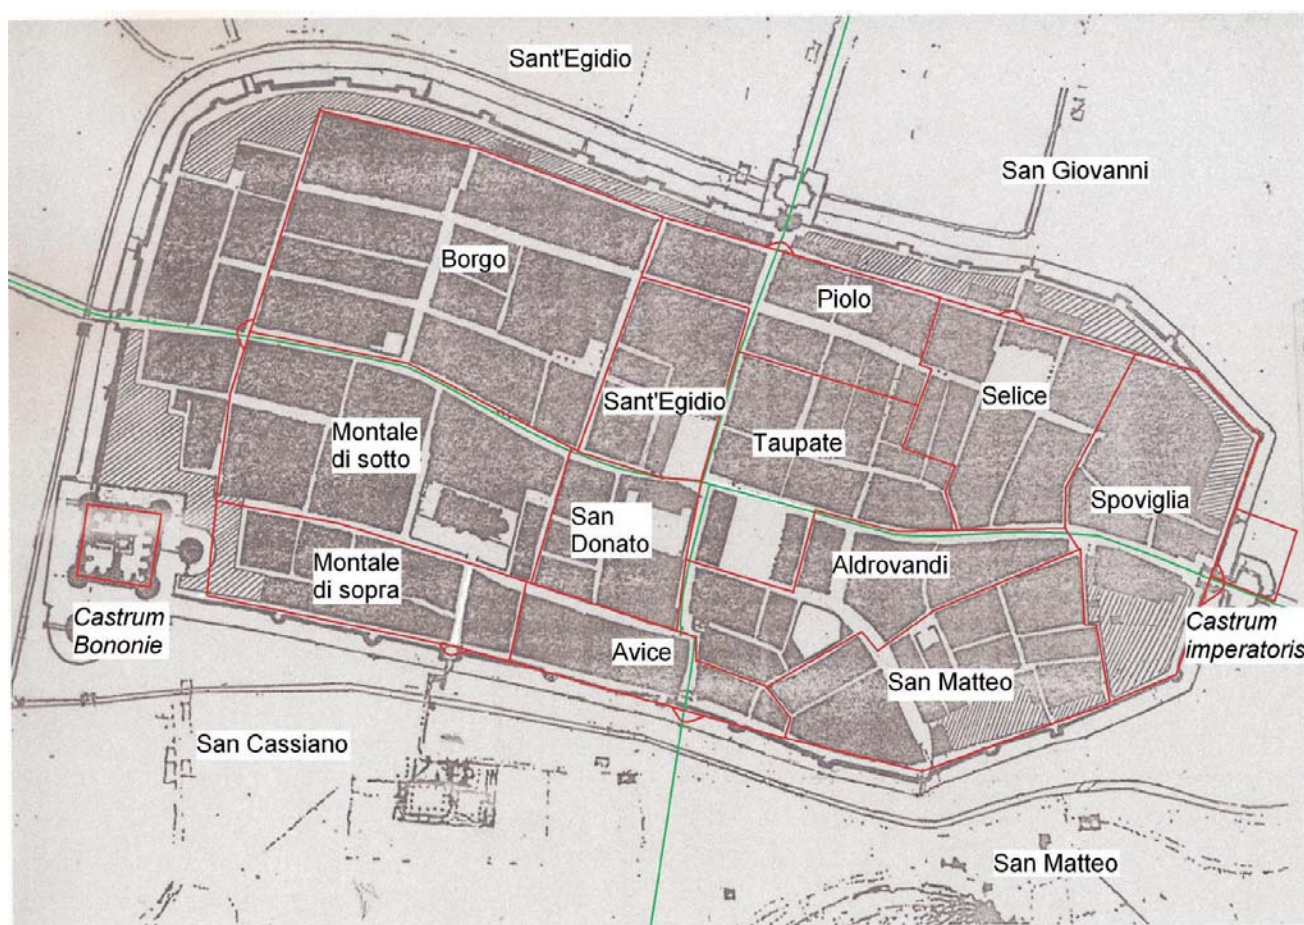 Sant'Egidio
San Giovanni
Borgo
Piolo
Selice
Sant'Egidio
Montale
di sotto
Taupate
Spoviglia
San
Donato
Aldrovandi
Montale
di sopra
Castrum
Bononie
Castrum
imperatoris
Avice
San Matteo
San Cassiano
San Matteo